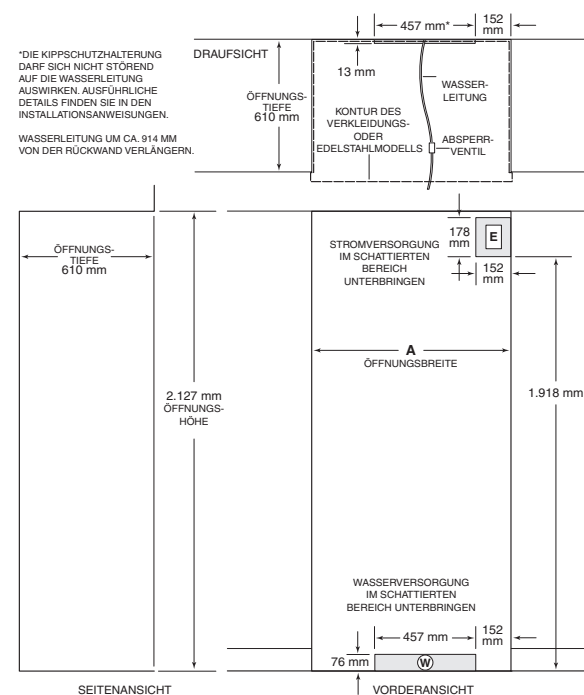 *DIE KIPPSCHUTZHALTERUNG
DARF SICH NICHT STÖREND
AUF DIE WASSERLEITUNG
AUSWIRKEN. AUSFÜHRLICHE
DETAILS FINDEN SIE IN DEN
INSTALLATIONSANWEISUNGEN.
WASSERLEITUNG UM CA. 914 MM
VON DER RÜCKWAND VERLÄNGERN.
DRAUFSICHT
457 mm*
152
mm
13 mm
ÖFFNUNGS-
TIEFE
610 mm
WASSER-
LEITUNG
KONTUR DES
VERKLEIDUNGS-
ODER
EDELSTAHLMODELLS
ABSPERR-
VENTIL
ÖFFNUNGS-
TIEFE
610 mm
2.127 mm
ÖFFNUNGS-
HÖHE
STROMVERSORGUNG
IM SCHATTIERTEN
BEREICH
UNTERBRINGEN
178
mm
E
152
mm
A
ÖFFNUNGSBREITE
1.918 mm
WASSERVERSORGUNG
IM SCHATTIERTEN
BEREICH UNTERBRINGEN
457 mm
152
mm
76 mm
W
SEITENANSICHT
VORDERANSICHT